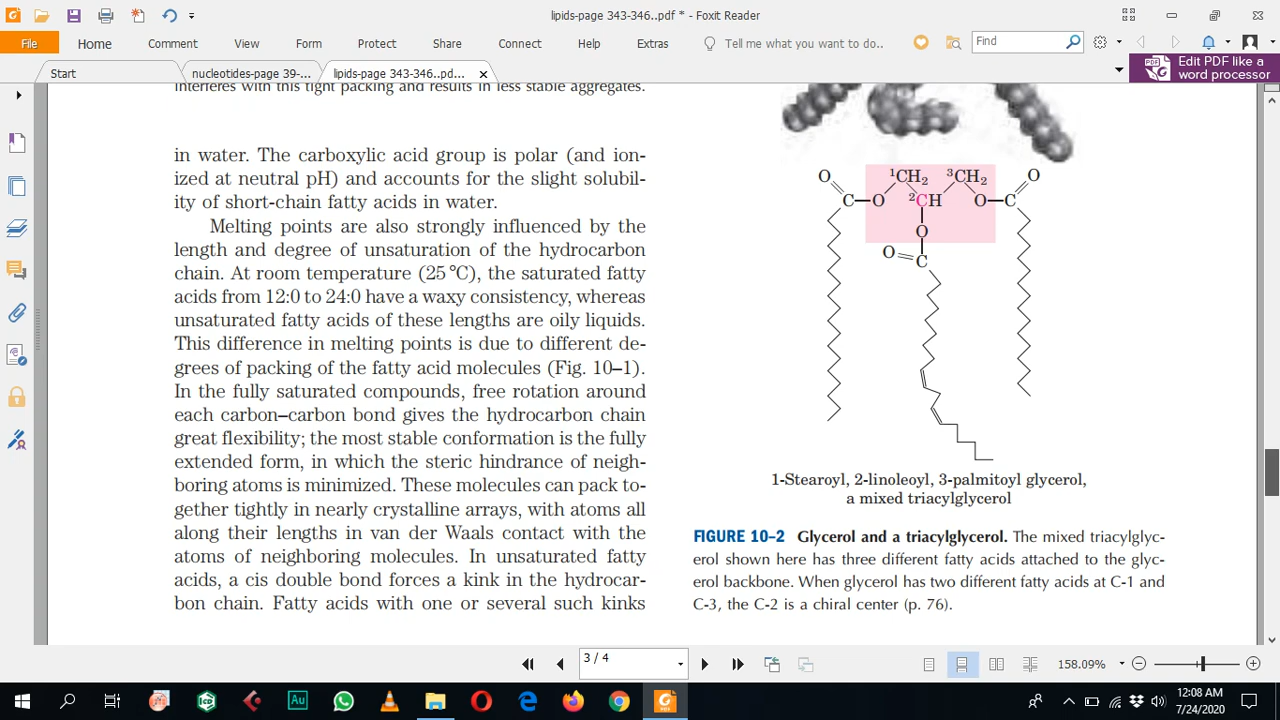 lipids-page 343-346..pdf * - Foxit Reader
File Home Comment View Form Protect Share Connect Help Extras Tell me what you want to do.. Find
Start nucleotides-page 39-... lipids-page 343-346..pd... Edit PDF like a
word processor
interferes with this tight packing and results in less stable aggregates.
in water. The carboxylic acid group is polar (and ion-
ized at neutral pH) and accounts for the slight solubil-
ity of short-chain fatty acids in water.
Melting points are also strongly influenced by the
length and degree of unsaturation of the hydrocarbon
chain. At room temperature (25 °C), the saturated fatty
acids from 12:0 to 24:0 have a waxy consistency, whereas
unsaturated fatty acids of these lengths are oily liquids.
This difference in melting points is due to different de-
grees of packing of the fatty acid molecules (Fig. 10–1).
In the fully saturated compounds, free rotation around
each carbon–carbon bond gives the hydrocarbon chain
great flexibility; the most stable conformation is the fully
extended form, in which the steric hindrance of neigh-
boring atoms is minimized. These molecules can pack to-
gether tightly in nearly crystalline arrays, with atoms all
along their lengths in van der Waals contact with the
atoms of neighboring molecules. In unsaturated fatty
acids, a cis double bond forces a kink in the hydrocar-
bon chain. Fatty acids with one or several such kinks
O ¹CH₂ ³CH₂ O
C O ²CH O C
O
O C
1-Stearoyl, 2-linoleoyl, 3-palmitoyl glycerol,
a mixed triacylglycerol
FIGURE 10–2 Glycerol and a triacylglycerol. The mixed triacylglyc-
erol shown here has three different fatty acids attached to the glyc-
erol backbone. When glycerol has two different fatty acids at C-1 and
C-3, the C-2 is a chiral center (p. 76).
3 / 4 158.09%
Au
12:08 AM
7/24/2020